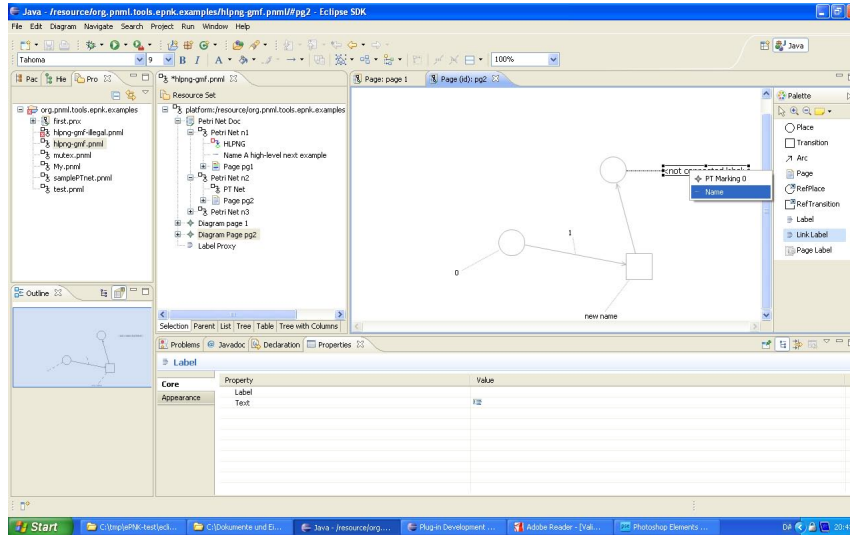 Java - /resource/org.pnml.tools.epnk.examples/hlpng-gmf.pnml/#pg2 - Eclipse SDK
File Edit Diagram Navigate Search Project Run Window Help
Tahoma 9 B I A 100% Java
Pac Hie Pro
org.pnml.tools.epnk.examples
first.pnx
hlpng-gmf-illegal.pnml
hlpng-gmf.pnml
mutex.pnml
My.pnml
samplePTnet.pnml
test.pnml
*hlpng-gmf.pnml
Resource Set
platform:/resource/org.pnml.tools.epnk.examples
Petri Net Doc
Petri Net n1
HLPNG
Name A high-level next example
Page pg1
Petri Net n2
PT Net
Page pg2
Petri Net n3
Diagram page 1
Diagram Page pg2
Label Proxy
Selection Parent List Tree Table Tree with Columns
Page: page 1 Page (id): pg2
<not connected label>
PT Marking 0
Name
1
0
new name
Palette
Place
Transition
Arc
Page
RefPlace
RefTransition
Label
Link Label
Page Label
Outline
Problems Javadoc Declaration Properties
Label
Core
Appearance
Property Value
Label
Text
Start C:\tmp\ePNK-test\ecli... C:\Dokumente und Ei... Java - /resource/org.... Plug-in Development ... Adobe Reader - [Vali... Photoshop Elements ... DA